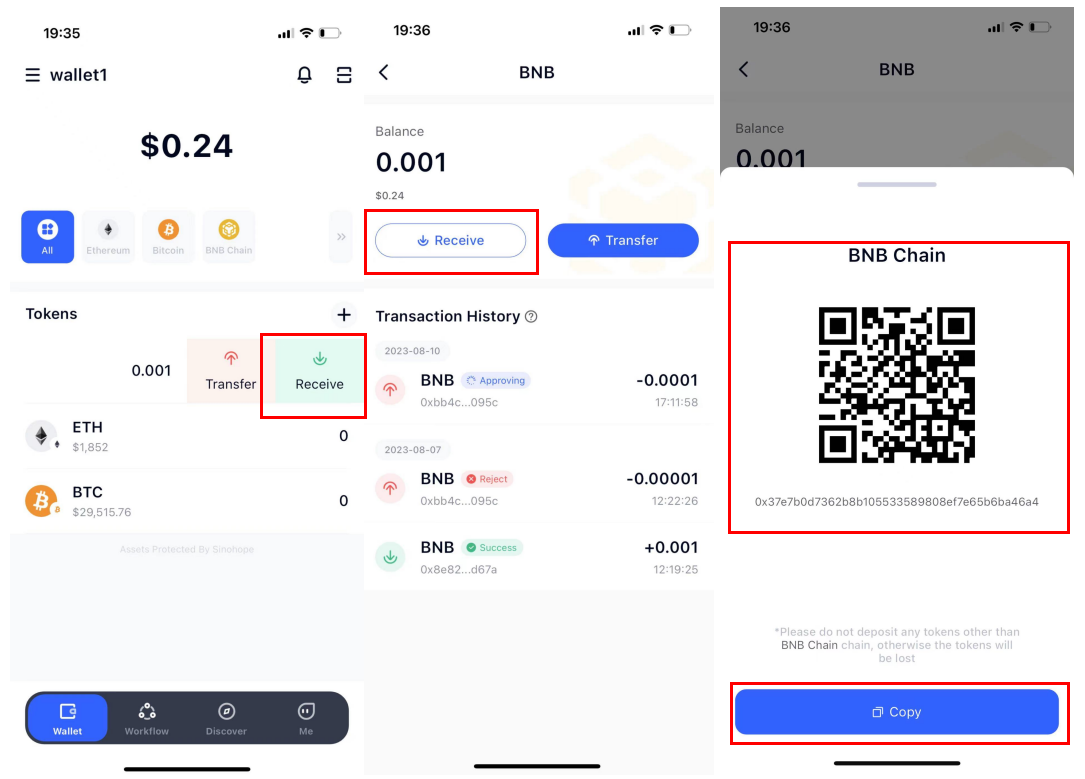 19:35
wallet1
$0.24
All
Ethereum
Bitcoin
BNB Chain
Tokens
0.001
Transfer
Receive
ETH
$1,852
0
BTC
$29,515.76
0
Assets Protected By Sinohope
Wallet
Workflow
Discover
Me
19:36
BNB
Balance
0.001
$0.24
Receive
Transfer
Transaction History
2023-08-10
BNB Approving -0.0001
0xbb4c...095c 17:11:58
2023-08-07
BNB Reject -0.00001
0xbb4c...095c 12:22:26
BNB Success +0.001
0x8e82...d67a 12:19:25
19:36
BNB
Balance
0.001
BNB Chain
0x37e7b0d7362b8b105533589808ef7e65b6ba46a4
*Please do not deposit any tokens other than
BNB Chain chain, otherwise the tokens will
be lost
Copy